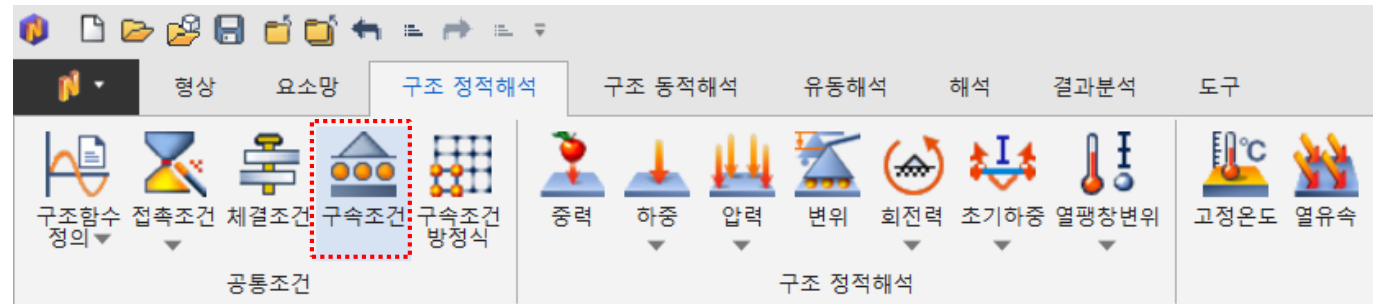 형상 요소망 구조 정적해석 구조 동적해석 유동해석 해석 결과분석 도구
℃
구조함수 접촉조건 체결조건 구속조건 구속조건 중력 하중 압력 변위 회전력 초기하중 열팽창변위 고정온도 열유속
정의 방정식
공통조건 구조 정적해석